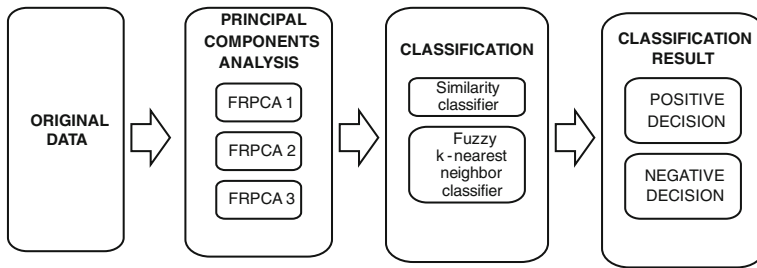 ORIGINAL
DATA
PRINCIPAL
COMPONENTS
ANALYSIS
FRPCA 1
FRPCA 2
FRPCA 3
CLASSIFICATION
Similarity
classifier
Fuzzy
k-nearest
neighbor
classifier
CLASSIFICATION
RESULT
POSITIVE
DECISION
NEGATIVE
DECISION